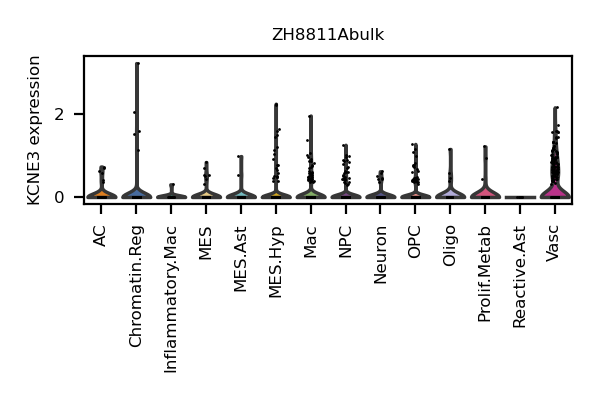 ZH8811Abulk
KCNE3 expression
2
0
AC
Chromatin.Reg
Inflammatory.Mac
MES
MES.Ast
MES.Hyp
Mac
NPC
Neuron
OPC
Oligo
Prolif.Metab
Reactive.Ast
Vasc